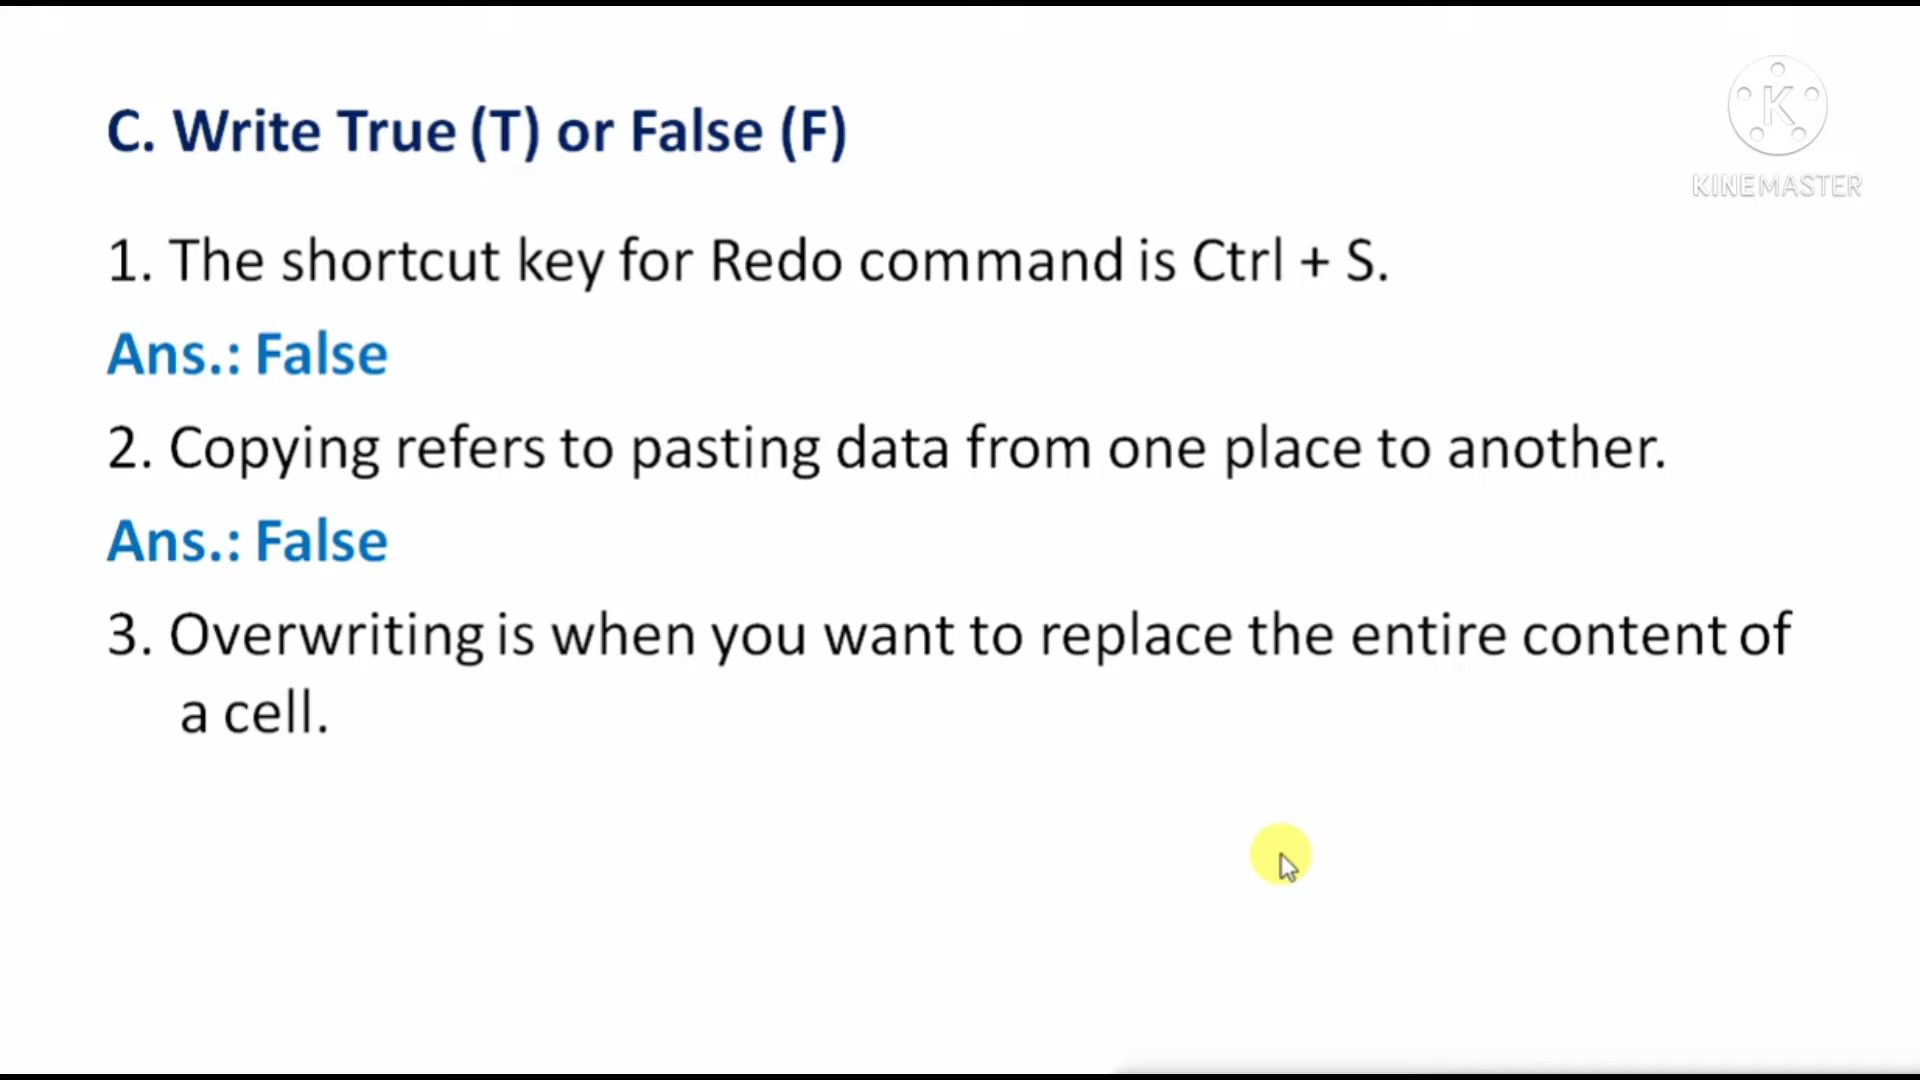 C. Write True (T) or False (F)
K
KINEMASTER
1. The shortcut key for Redo command is Ctrl + S.
Ans.: False
2. Copying refers to pasting data from one place to another.
Ans.: False
3. Overwriting is when you want to replace the entire content of
a cell.